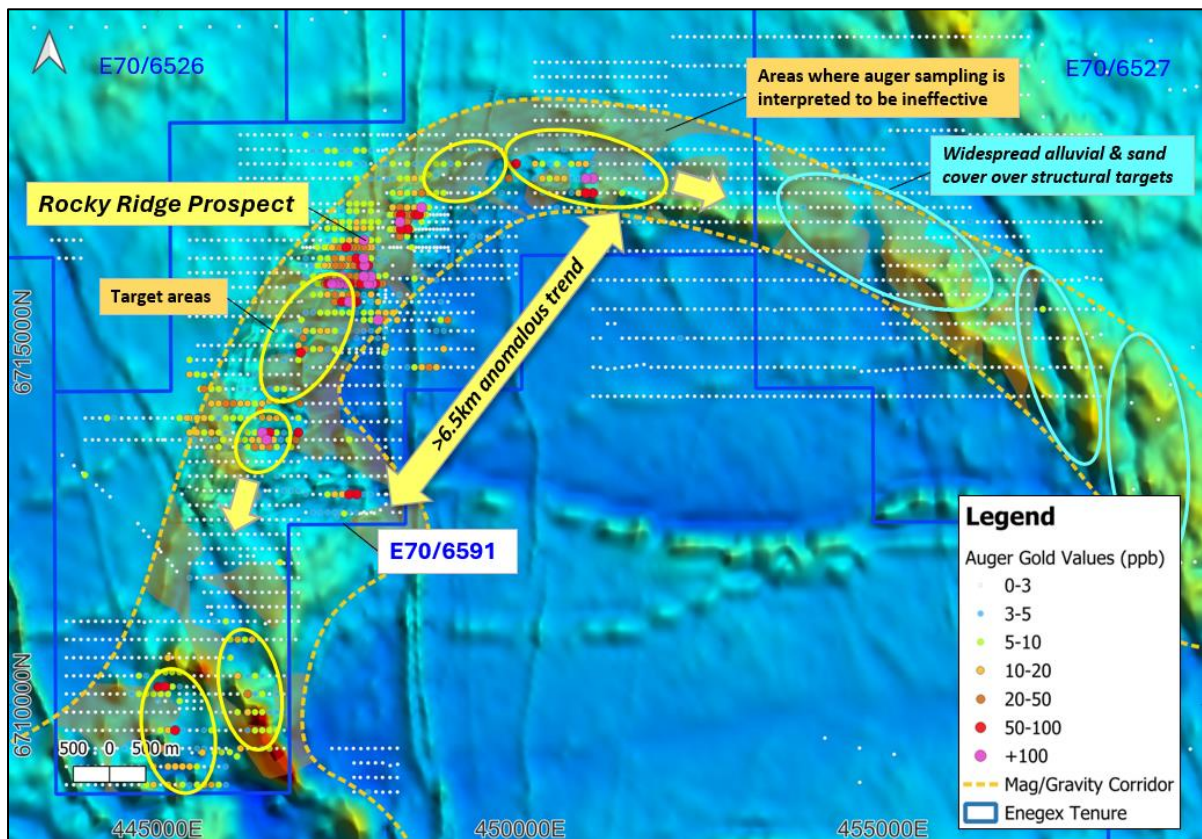 E70/6526
E70/6527
Areas where auger sampling is
interpreted to be ineffective
Widespread alluvial & sand
cover over structural targets
Rocky Ridge Prospect
Target areas
6715000N
>6.5km anomalous trend
E70/6591
6710000N
500 0 500 m
445000E
450000E
455000E
Legend
Auger Gold Values (ppb)
0-3
3-5
5-10
10-20
20-50
50-100
+100
Mag/Gravity Corridor
Enegex Tenure